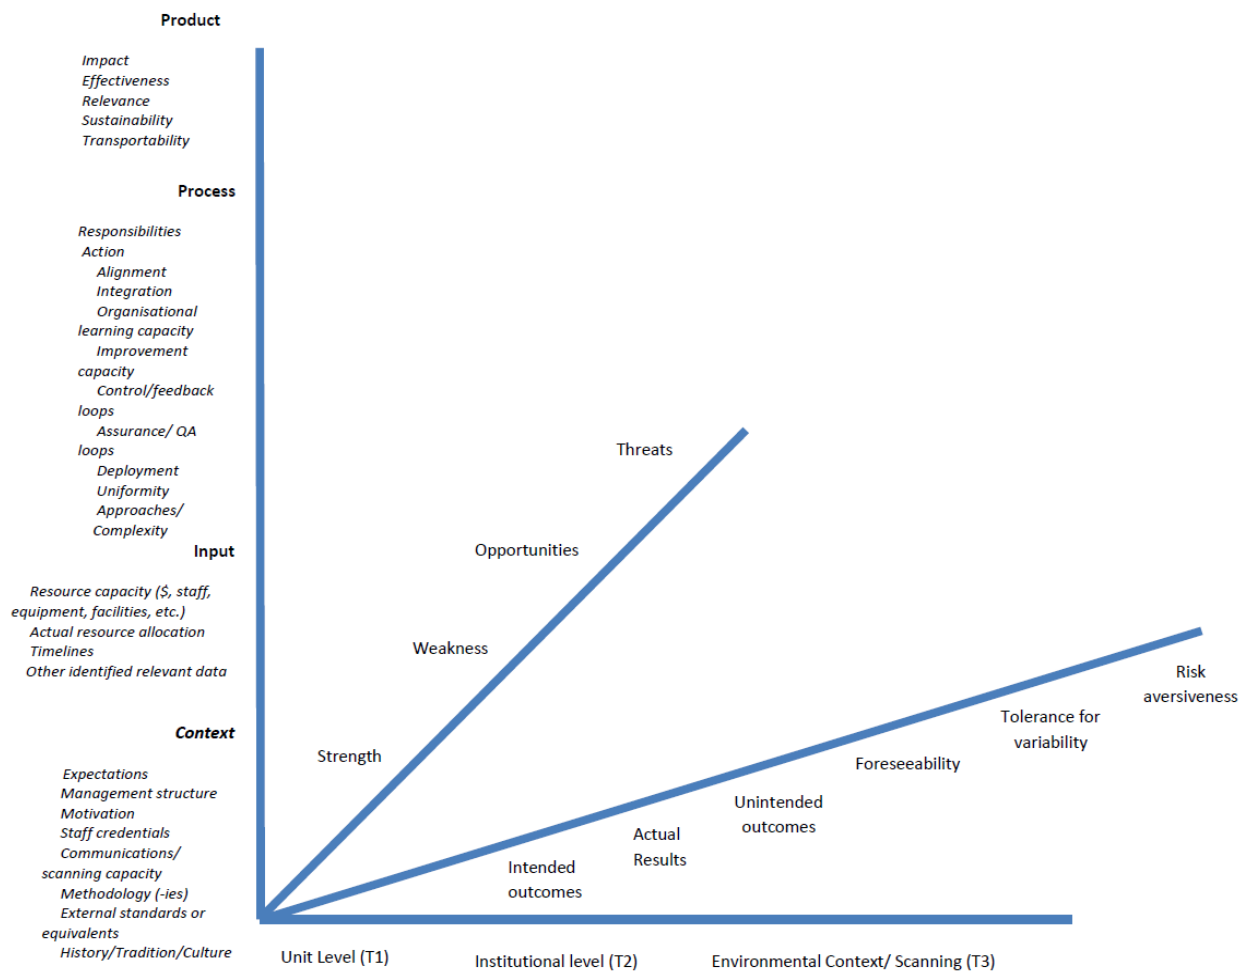 Product
Impact
Effectiveness
Relevance
Sustainability
Transportability
Process
Responsibilities
Action
Alignment
Integration
Organisational
learning capacity
Improvement
capacity
Control/feedback
loops
Assurance/ QA
loops
Deployment
Uniformity
Approaches/
Complexity
Input
Resource capacity ($, staff,
equipment, facilities, etc.)
Actual resource allocation
Timelines
Other identified relevant data
Context
Expectations
Management structure
Motivation
Staff credentials
Communications/
scanning capacity
Methodology (-ies)
External standards or
equivalents
History/Tradition/Culture
Threats
Opportunities
Weakness
Strength
Risk
aversiveness
Tolerance for
variability
Foreseeability
Unintended
outcomes
Actual
Results
Intended
outcomes
Unit Level (T1)
Institutional level (T2)
Environmental Context/ Scanning (T3)